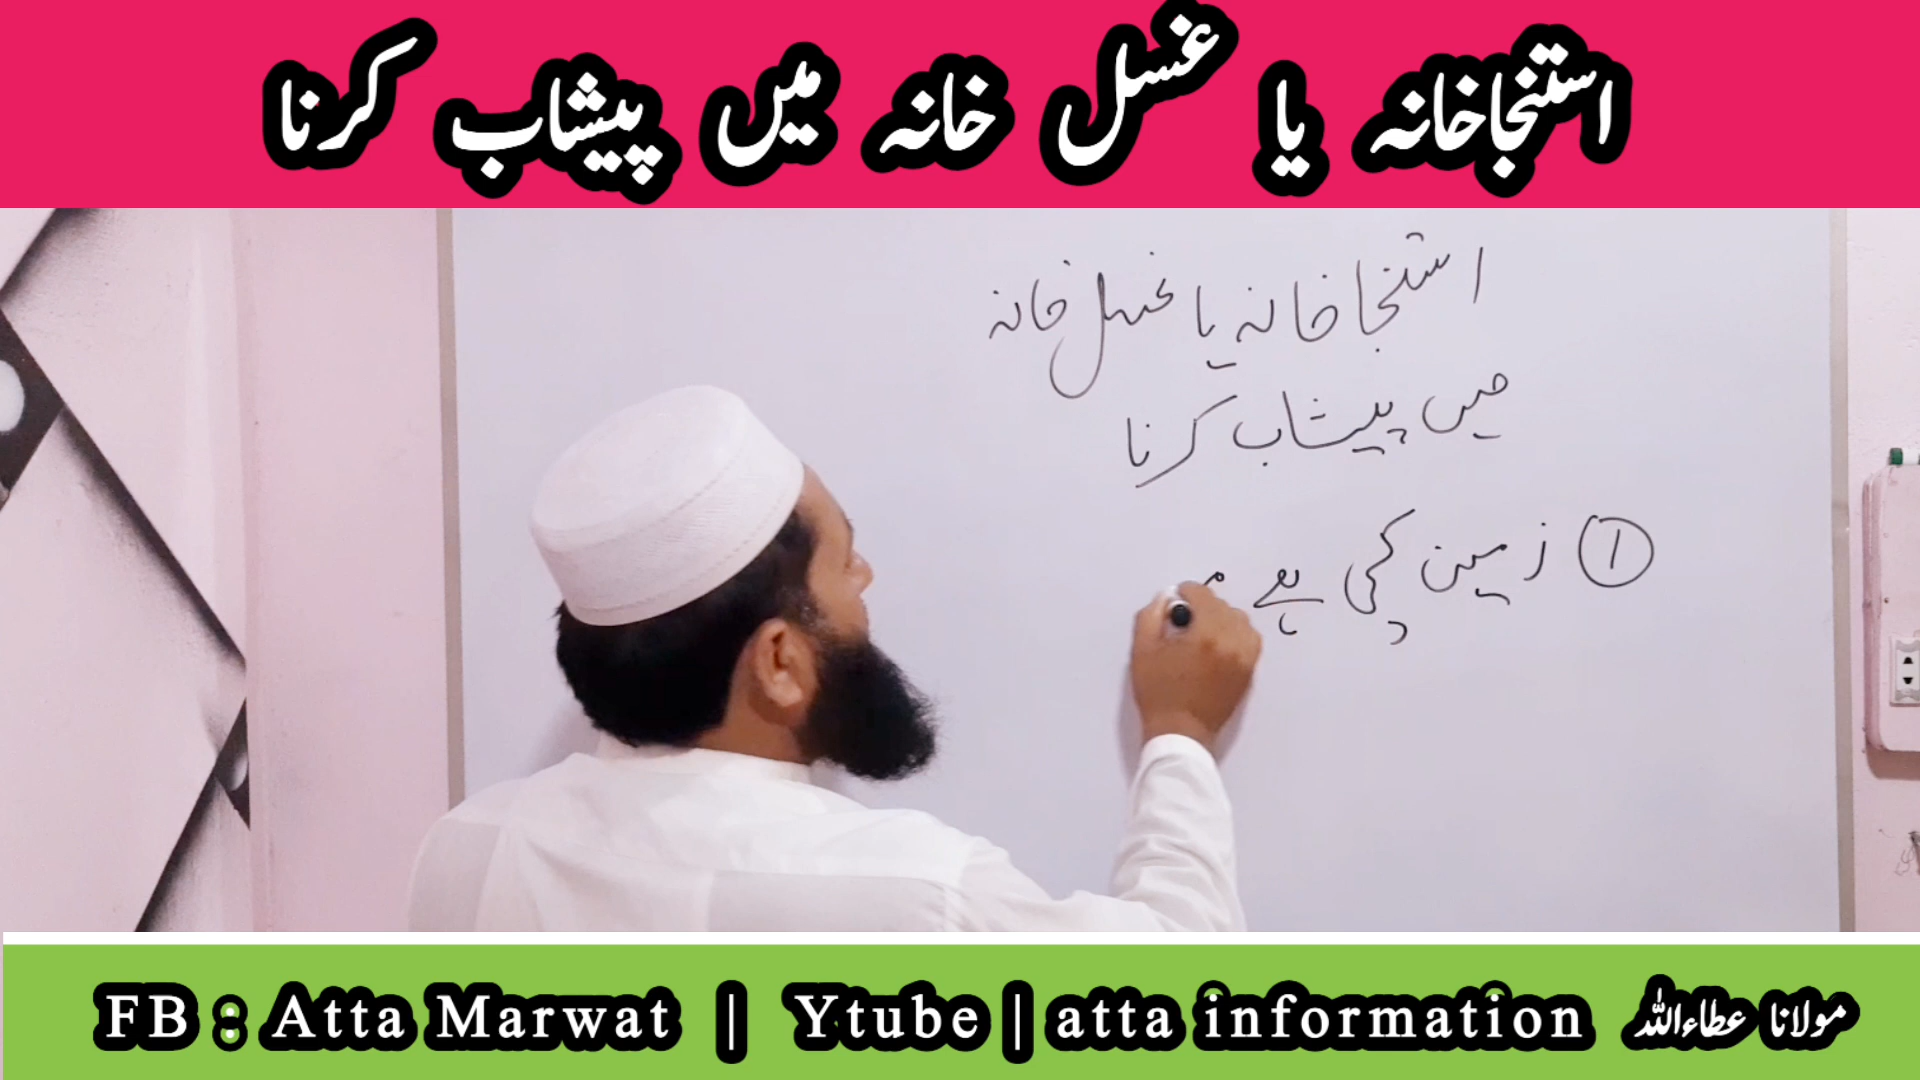 استنجاخانہ یا غسل خانہ میں پیشاب کرنا
استنجا خانہ یا غسل خانہ
میں پیشاب کرنا
① زمین کچی ہے
FB : Atta Marwat | Ytube | atta information مولانا عطاءاللہ